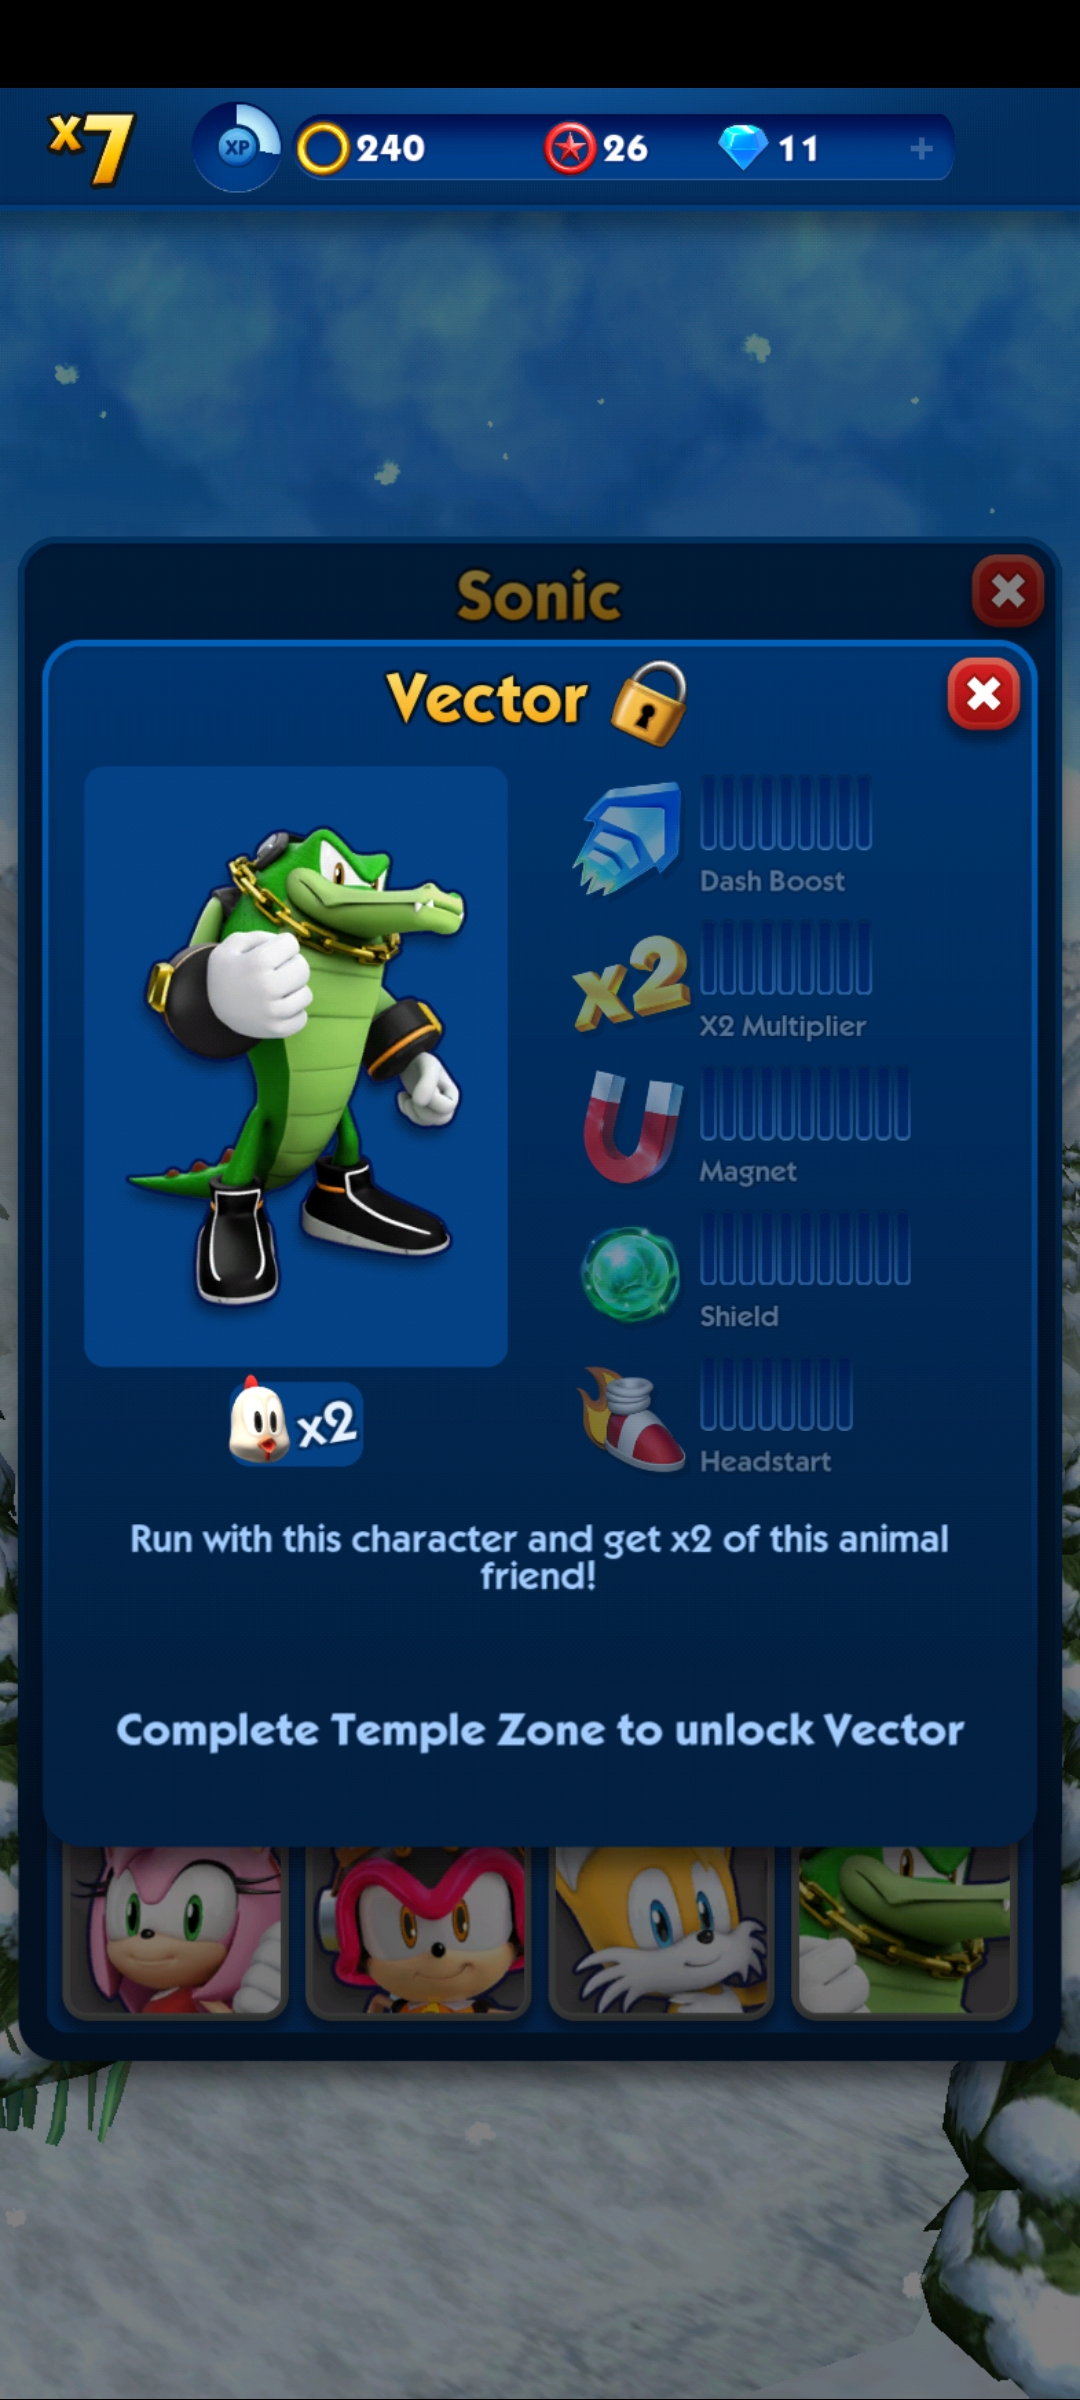 x7
XP
240
26
11
+
Sonic
Vector
Dash Boost
x2
X2 Multiplier
Magnet
Shield
x2
Headstart
Run with this character and get x2 of this animal
friend!
Complete Temple Zone to unlock Vector